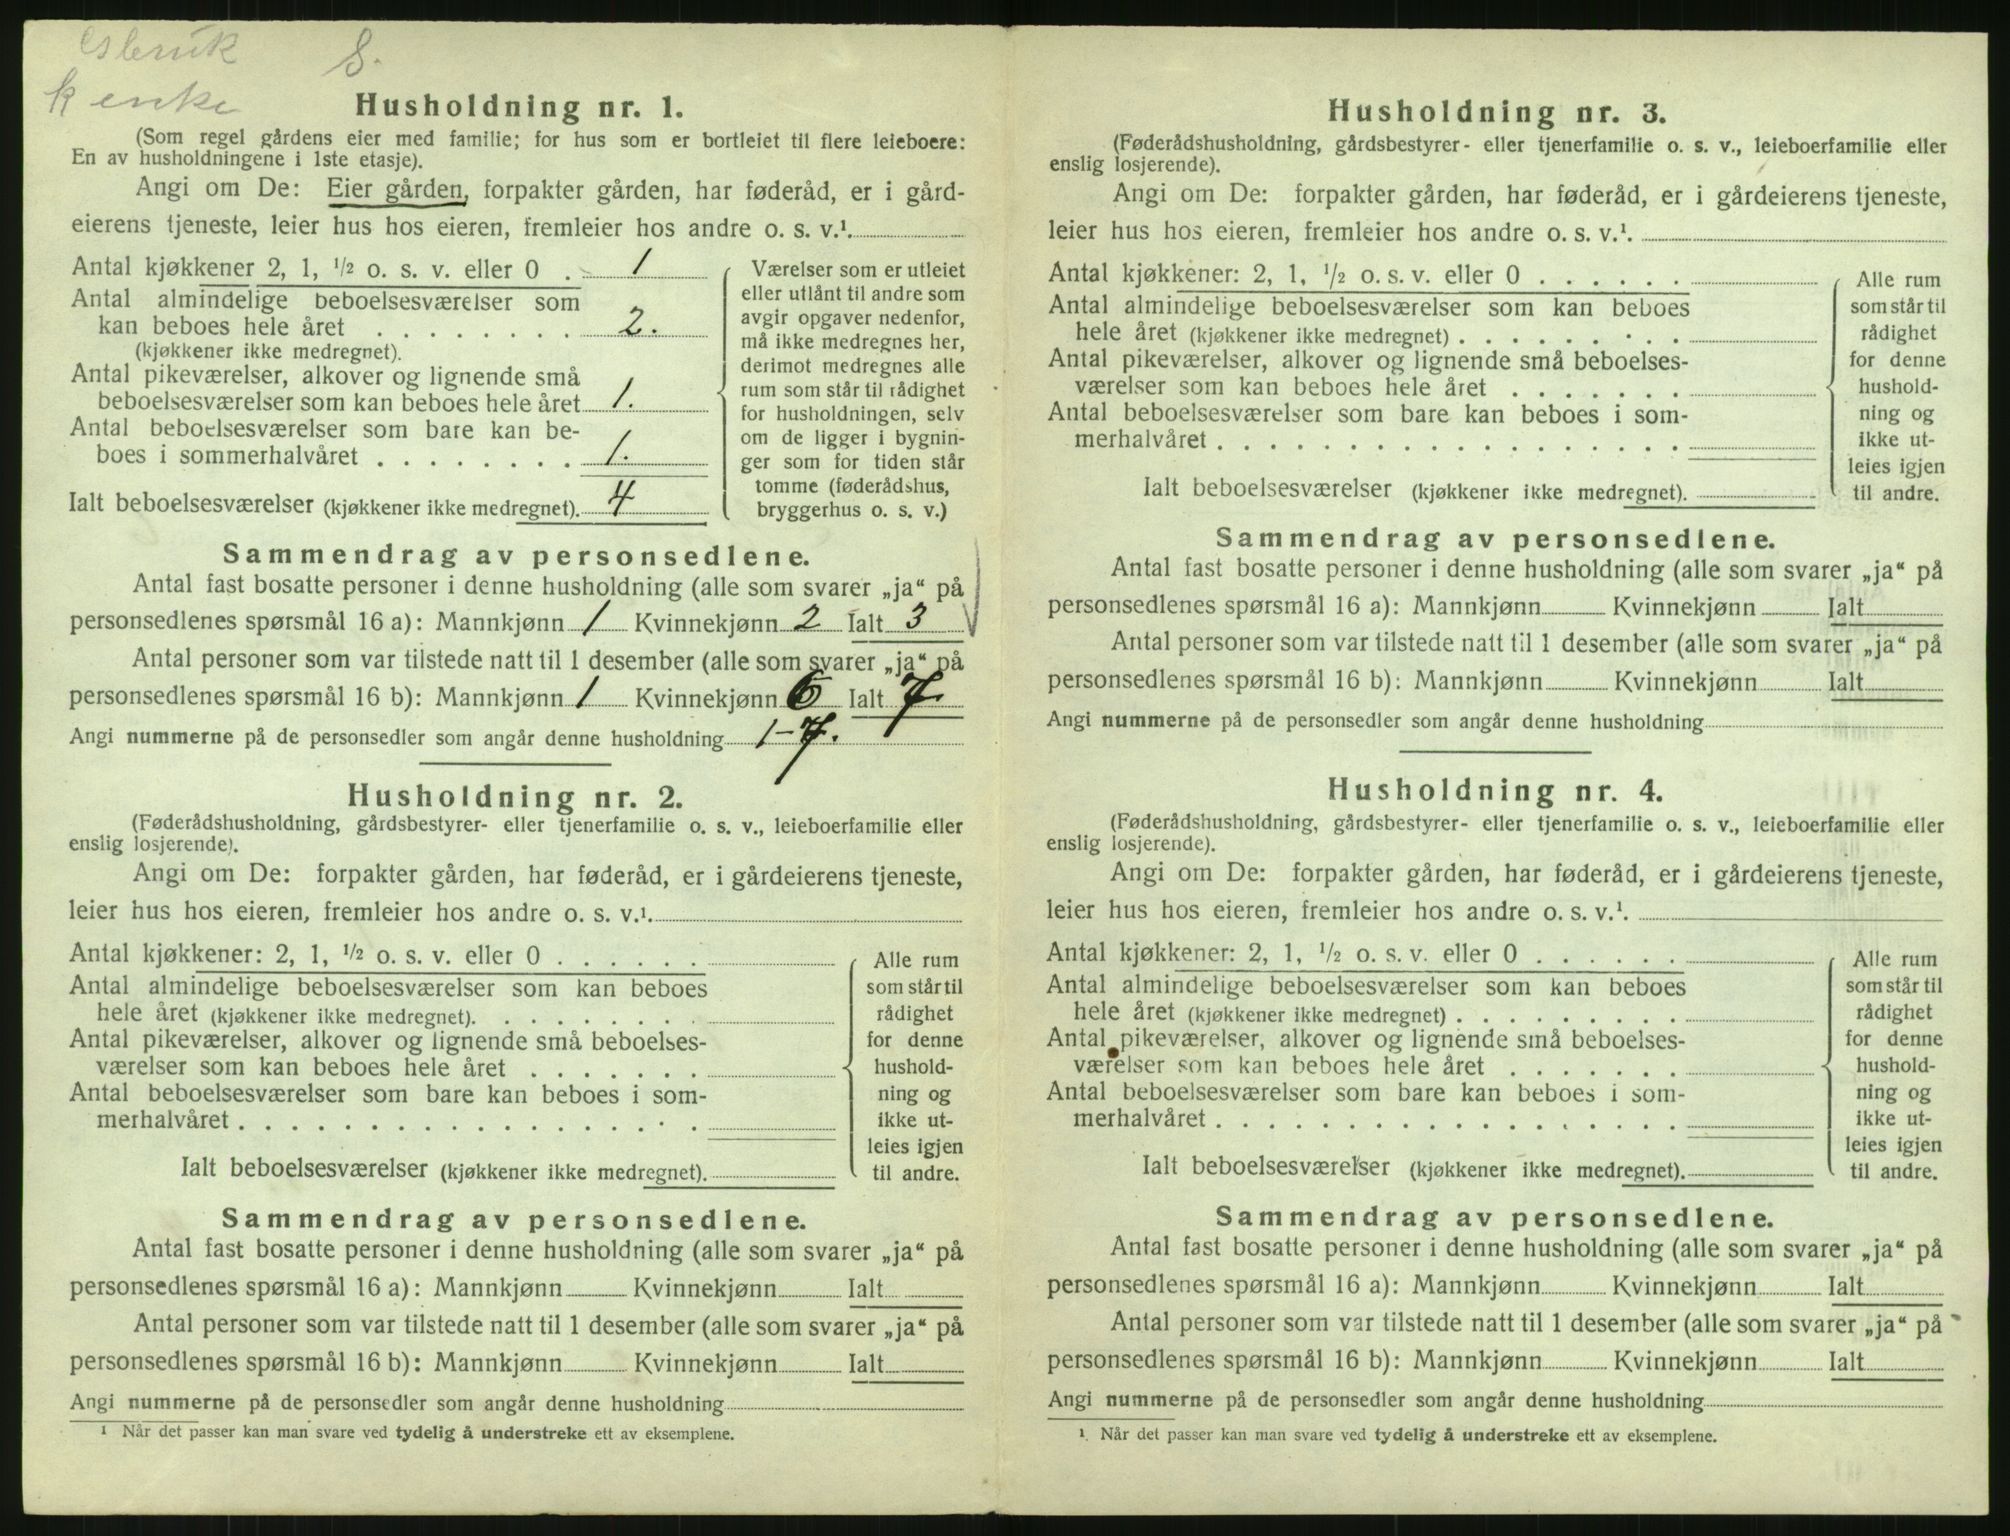 S.
k enke
Husholdning nr. 1.
(Som regel gårdens eier med familie; for hus som er bortleiet til flere leieboere:
En av husholdningene i 1ste etasje).
Angi om De: Eier gården, forpakter gården, har føderåd, er i gård-
eierens tjeneste, leier hus hos eieren, fremleier hos andre o. s. v.¹.
Antal kjøkkener 2, 1, ½ o. s. v. eller 0 . 1
Antal almindelige beboelsesværelser som
kan beboes hele året . . . . . . . . 2.
(kjøkkener ikke medregnet).
Antal pikeværelser, alkover og lignende små
beboelsesværelser som kan beboes hele året 1.
Antal beboelsesværelser som bare kan be-
boes i sommerhalvåret . . . . . . . . 1.
Ialt beboelsesværelser (kjøkkener ikke medregnet). 4
Værelser som er utleiet
eller utlånt til andre som
avgir opgaver nedenfor,
må ikke medregnes her,
derimot medregnes alle
rum som står til rådighet
for husholdningen, selv
om de ligger i bygnin-
ger som for tiden står
tomme (føderådshus,
bryggerhus o. s. v.)
Sammendrag av personsedlene.
Antal fast bosatte personer i denne husholdning (alle som svarer „ja“ på
personsedlenes spørsmål 16 a): Mannkjønn 1 Kvinnekjønn 2 Ialt 3
Antal personer som var tilstede natt til 1 desember (alle som svarer „ja“ på
personsedlenes spørsmål 16 b): Mannkjønn 1 Kvinnekjønn 6 Ialt 7.
Angi nummerne på de personsedler som angår denne husholdning 1-7.
Husholdning nr. 2.
(Føderådshusholdning, gårdsbestyrer- eller tjenerfamilie o. s. v., leieboerfamilie eller
enslig losjerende).
Angi om De: forpakter gården, har føderåd, er i gårdeierens tjeneste,
leier hus hos eieren, fremleier hos andre o. s. v.¹.
Antal kjøkkener: 2, 1, ½ o. s. v. eller 0 . . . . . .
Antal almindelige beboelsesværelser som kan beboes
hele året (kjøkkener ikke medregnet). . . . . . . . .
Antal pikeværelser, alkover og lignende små beboelses-
værelser som kan beboes hele året . . . . . . .
Antal beboelsesværelser som bare kan beboes i som-
merhalvåret . . . . . . . . . . . . . . . . . .
Ialt beboelsesværelser (kjøkkener ikke medregnet).
Alle rum
som står til
rådighet
for denne
hushold-
ning og
ikke ut-
leies igjen
til andre.
Sammendrag av personsedlene.
Antal fast bosatte personer i denne husholdning (alle som svarer „ja“ på
personsedlenes spørsmål 16 a): Mannkjønn Kvinnekjønn Ialt
Antal personer som var tilstede natt til 1 desember (alle som svarer „ja“ på
personsedlenes spørsmål 16 b): Mannkjønn Kvinnekjønn Ialt
Angi nummerne på de personsedler som angår denne husholdning
¹ Når det passer kan man svare ved tydelig å understreke ett av eksemplene.
Husholdning nr. 3.
(Føderådshusholdning, gårdsbestyrer- eller tjenerfamilie o. s. v., leieboerfamilie eller
enslig losjerende).
Angi om De: forpakter gården, har føderåd, er i gårdeierens tjeneste,
leier hus hos eieren, fremleier hos andre o. s. v.¹.
Antal kjøkkener: 2, 1, ½ o. s. v. eller 0 . . . . . .
Antal almindelige beboelsesværelser som kan beboes
hele året (kjøkkener ikke medregnet) . . . . . . . . .
Antal pikeværelser, alkover og lignende små beboelses-
værelser som kan beboes hele året . . . . . . .
Antal beboelsesværelser som bare kan beboes i som-
merhalvåret . . . . . . . . . . . . . . . . . .
Ialt beboelsesværelser (kjøkkener ikke medregnet).
Alle rum
som står til
rådighet
for denne
hushold-
ning og
ikke ut-
leies igjen
til andre.
Sammendrag av personsedlene.
Antal fast bosatte personer i denne husholdning (alle som svarer „ja“ på
personsedlenes spørsmål 16 a): Mannkjønn Kvinnekjønn Ialt
Antal personer som var tilstede natt til 1 desember (alle som svarer „ja“ på
personsedlenes spørsmål 16 b): Mannkjønn Kvinnekjønn Ialt
Angi nummerne på de personsedler som angår denne husholdning
Husholdning nr. 4.
(Føderådshusholdning, gårdsbestyrer- eller tjenerfamilie o. s. v., leieboerfamilie eller
enslig losjerende).
Angi om De: forpakter gården, har føderåd, er i gårdeierens tjeneste,
leier hus hos eieren, fremleier hos andre o. s. v.¹.
Antal kjøkkener: 2, 1, ½ o. s. v. eller 0 . . . . . .
Antal almindelige beboelsesværelser som kan beboes
hele året (kjøkkener ikke medregnet) . . . . . . . . .
Antal pikeværelser, alkover og lignende små beboelses-
værelser som kan beboes hele året . . . . . . .
Antal beboelsesværelser som bare kan beboes i som-
merhalvåret . . . . . . . . . . . . . . . . . .
Ialt beboelsesværelser (kjøkkener ikke medregnet).
Alle rum
som står til
rådighet
for denne
hushold-
ning og
ikke ut-
leies igjen
til andre.
Sammendrag av personsedlene.
Antal fast bosatte personer i denne husholdning (alle som svarer „ja“ på
personsedlenes spørsmål 16 a): Mannkjønn Kvinnekjønn Ialt
Antal personer som var tilstede natt til 1 desember (alle som svarer „ja“ på
personsedlenes spørsmål 16 b): Mannkjønn Kvinnekjønn Ialt
Angi nummerne på de personsedler som angår denne husholdning
¹. Når det passer kan man svare ved tydelig å understreke ett av eksemplene.